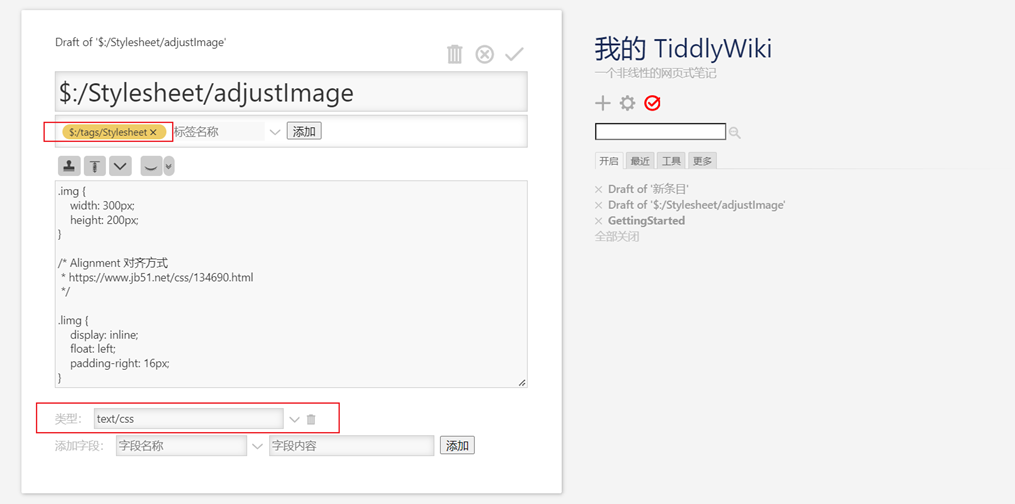 Draft of '$:/Stylesheet/adjustImage'
$:/Stylesheet/adjustImage
$:/tags/Stylesheet × 标签名称 添加
.img {
width: 300px;
height: 200px;
}
/* Alignment 对齐方式
* https://www.jb51.net/css/134690.html
*/
.limg {
display: inline;
float: left;
padding-right: 16px;
}
类型: text/css
添加字段: 字段名称 字段内容 添加
我的 TiddlyWiki
一个非线性的网页式笔记
开启 最近 工具 更多
× Draft of '新条目'
× Draft of '$:/Stylesheet/adjustImage'
× GettingStarted
全部关闭